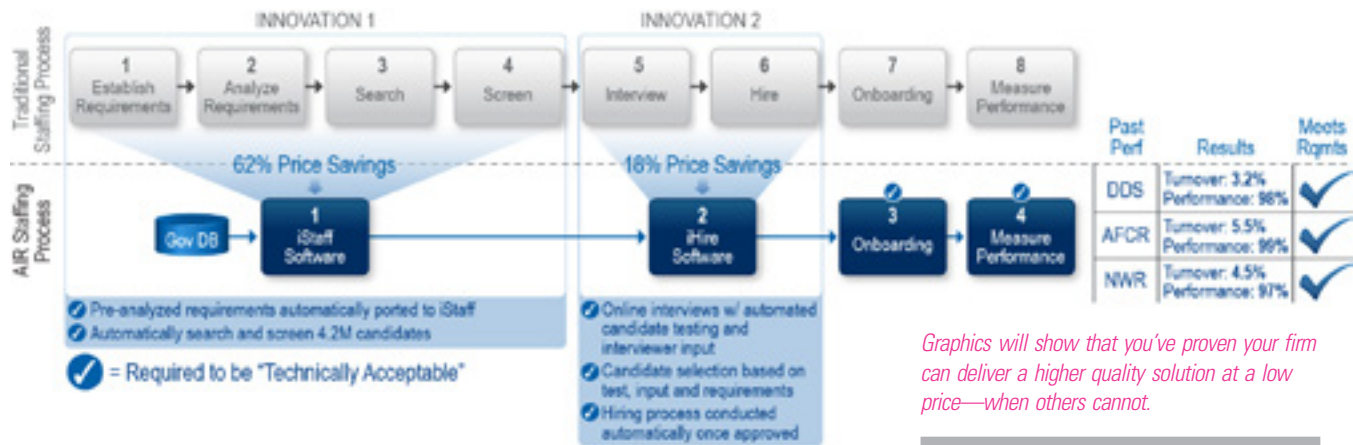 INNOVATION 1
INNOVATION 2
Traditional
Staffing Process
1
Establish
Requirements
2
Analyze
Requirements
3
Search
4
Screen
5
Interview
6
Hire
7
Onboarding
8
Measure
Performance
62% Price Savings
18% Price Savings
AIR Staffing
Process
Gov DB
1
iStaff
Software
2
iHire
Software
3
Onboarding
4
Measure
Performance
Pre-analyzed requirements automatically ported to iStaff
Automatically search and screen 4.2M candidates
= Required to be "Technically Acceptable"
Online interviews w/ automated
candidate testing and
interviewer input
Candidate selection based on
test, input and requirements
Hiring process conducted
automatically once approved
Past
Perf
Results
Meets
Rqmts
DDS
Turnover: 3.2%
Performance: 98%
AFCR
Turnover: 5.5%
Performance: 99%
NWR
Turnover: 4.5%
Performance: 97%
Graphics will show that you've proven your firm
can deliver a higher quality solution at a low
price—when others cannot.